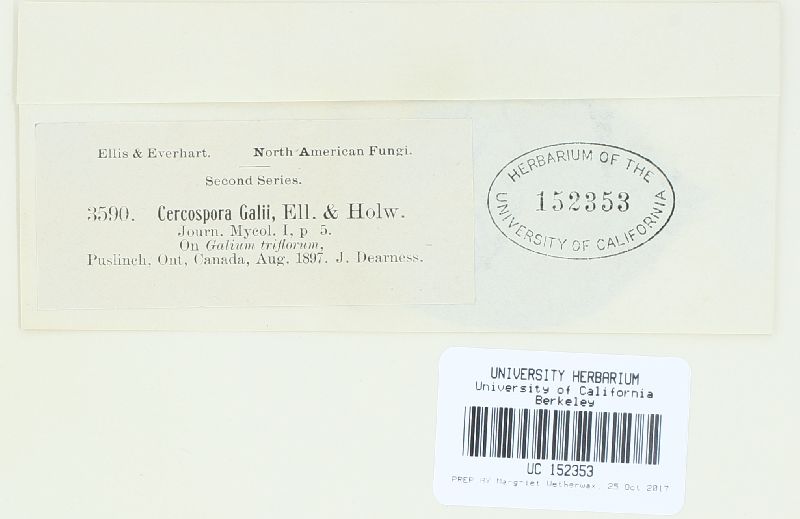 Ellis & Everhart. North American Fungi.
Second Series.
3590. Cercospora Galii, Ell. & Holw.
Journ. Mycol. I, p 5.
On Galium triflorum,
Puslinch, Ont, Canada, Aug. 1897. J. Dearness.
HERBARIUM OF THE
152353
UNIVERSITY OF CALIFORNIA
UNIVERSITY HERBARIUM
University of California
Berkeley
UC 152353
PREP BY Margriet Wetherwax, 25 Oct 2017